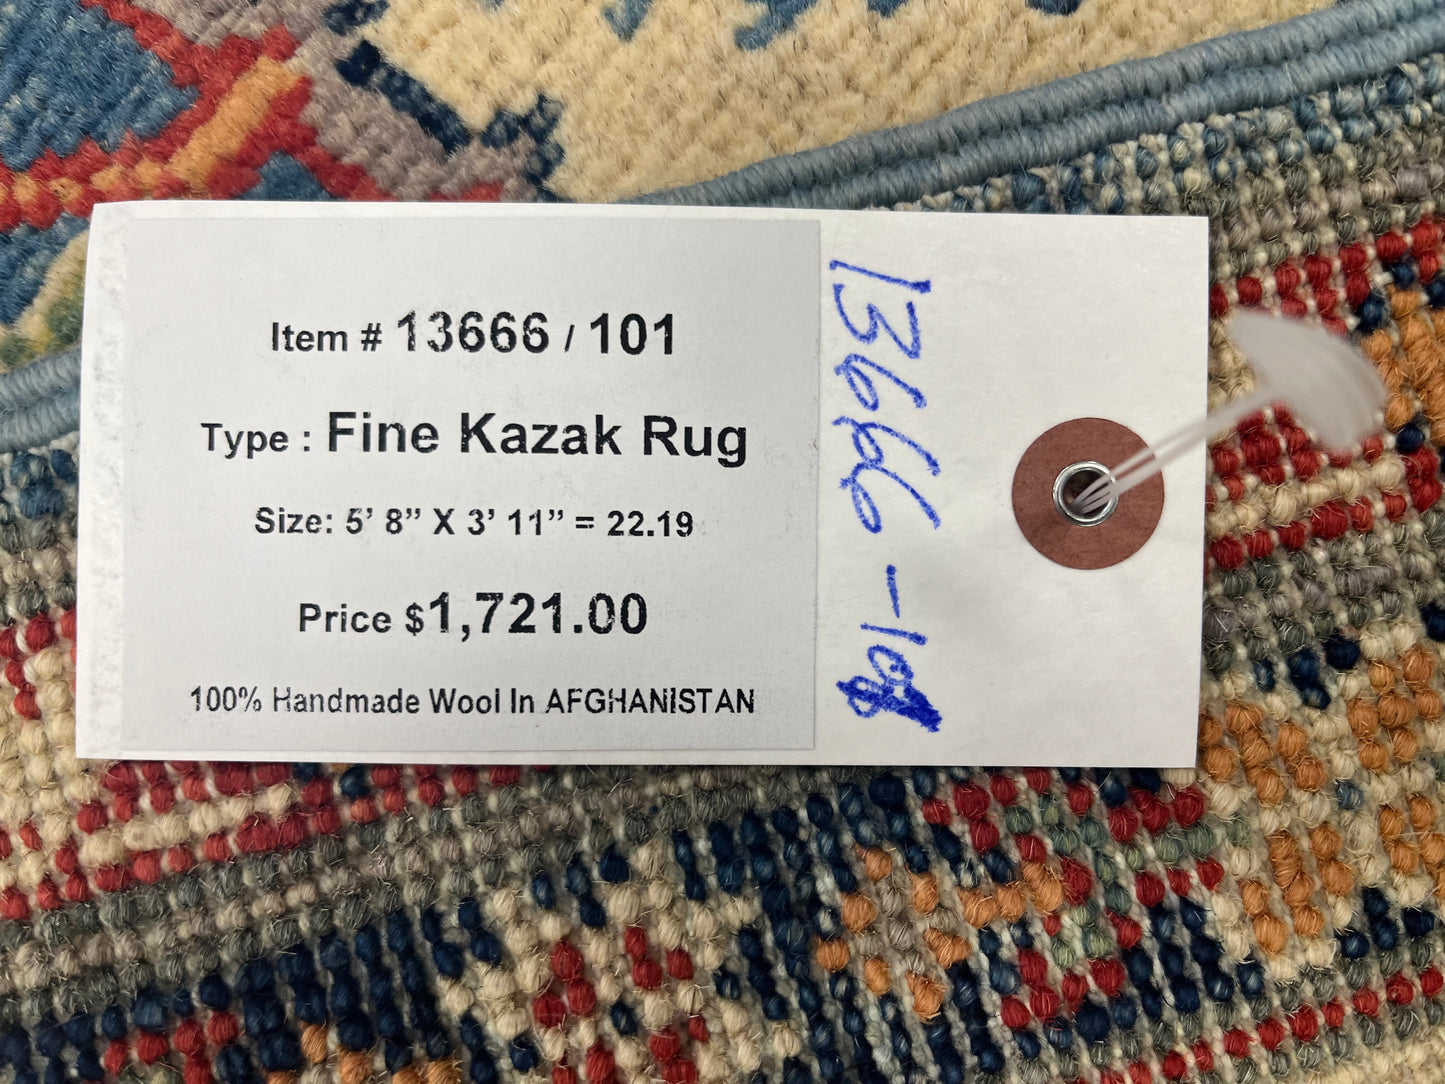 Item # 13666 / 101
Type : Fine Kazak Rug
Size: 5’ 8” X 3’ 11” = 22.19
Price $1,721.00
100% Handmade Wool In AFGHANISTAN
13666